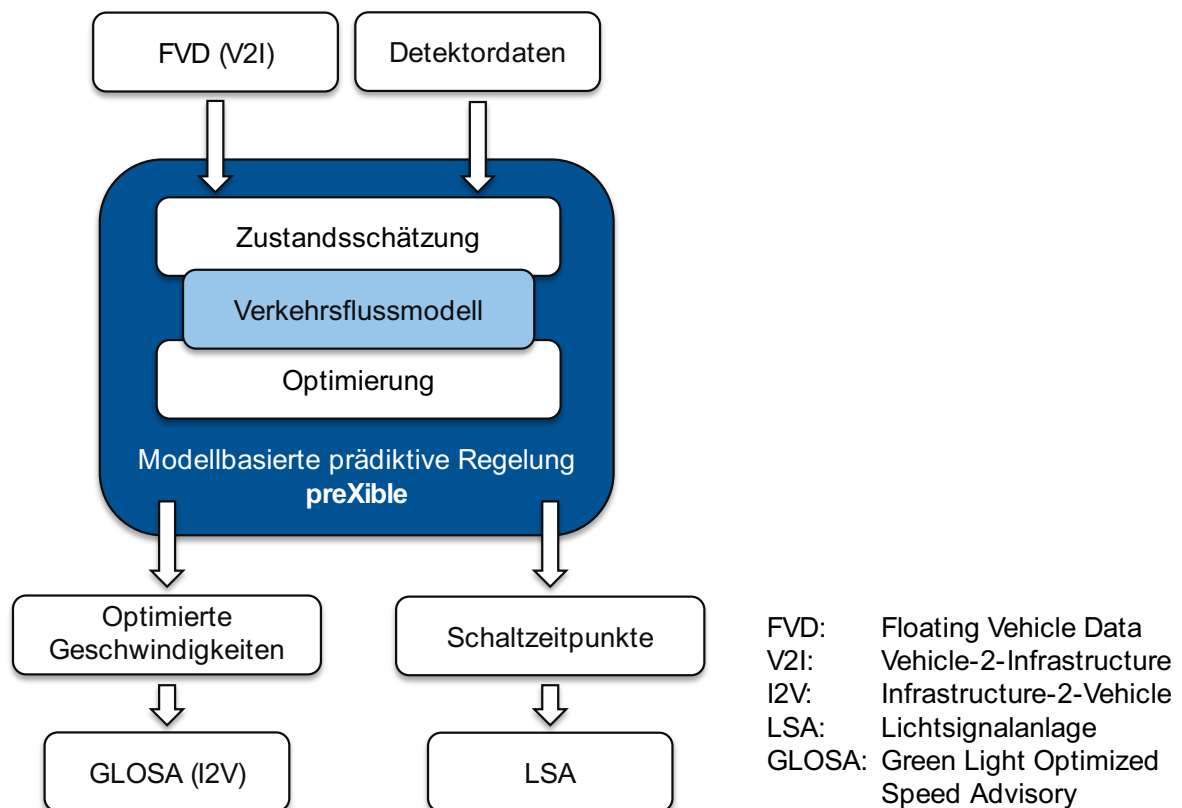 FVD (V2I)
Detektordaten
Zustandsschätzung
Verkehrsflussmodell
Optimierung
Modellbasierte prädiktive Regelung
preXible
Optimierte
Geschwindigkeiten
Schaltzeitpunkte
GLOSA (I2V)
LSA
FVD: Floating Vehicle Data
V2I: Vehicle-2-Infrastructure
I2V: Infrastructure-2-Vehicle
LSA: Lichtsignalanlage
GLOSA: Green Light Optimized
Speed Advisory